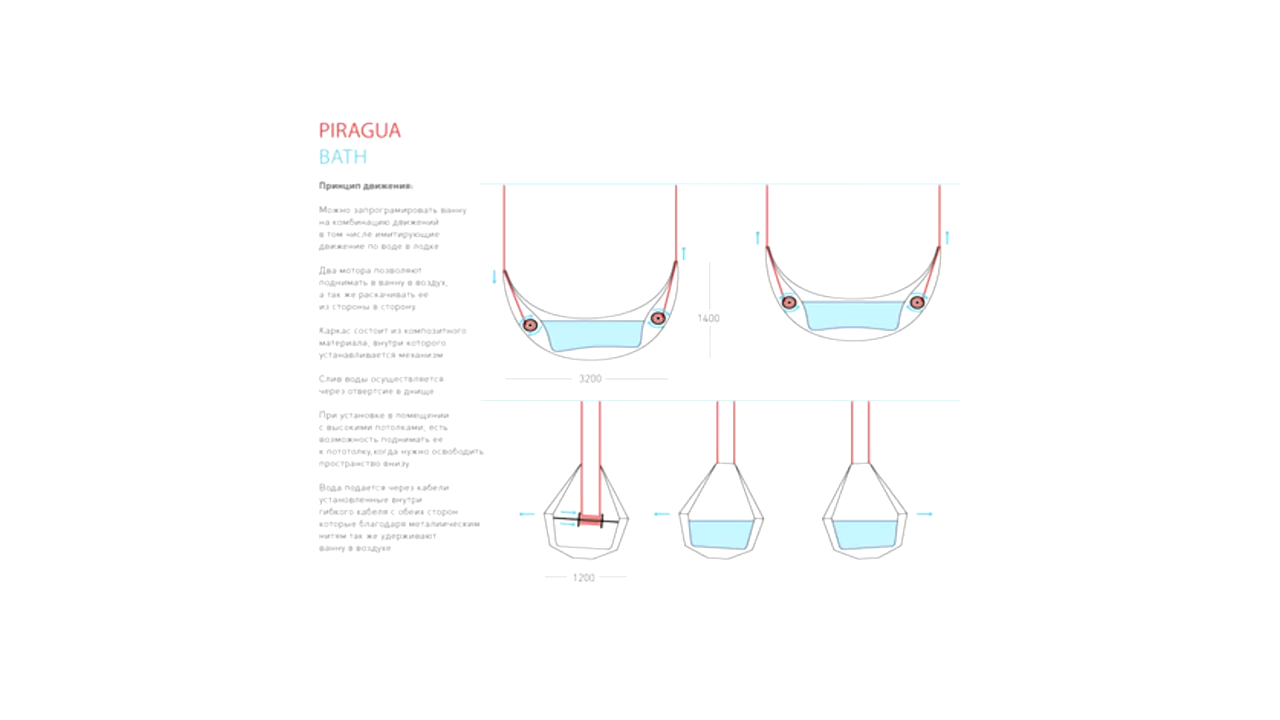 PIRAGUA
BATH
Принцип движения:
Можно запрограмировать ванну
на комбинацию движений
в том числе имитирующие
движение по воде в лодке
Два мотора позволяют
поднимать в ванну в воздух,
а так же раскачивать ее
из стороны в сторону
Каркас состоит из композитного
материала, внутри которого
устанавливается механизм
Слив воды осуществляется
через отвертсие в днище
При установке в помещении
с высокими потолками, есть
возможность поднимать ее
к пототолку,когда нужно освободить
пространство внизу
Вода подается через кабели
установленные внутри
гибкого кабеля с обеих сторон
которые благодаря металиическим
нитям так же удерживают
ванну в воздухе
1400
3200
1200